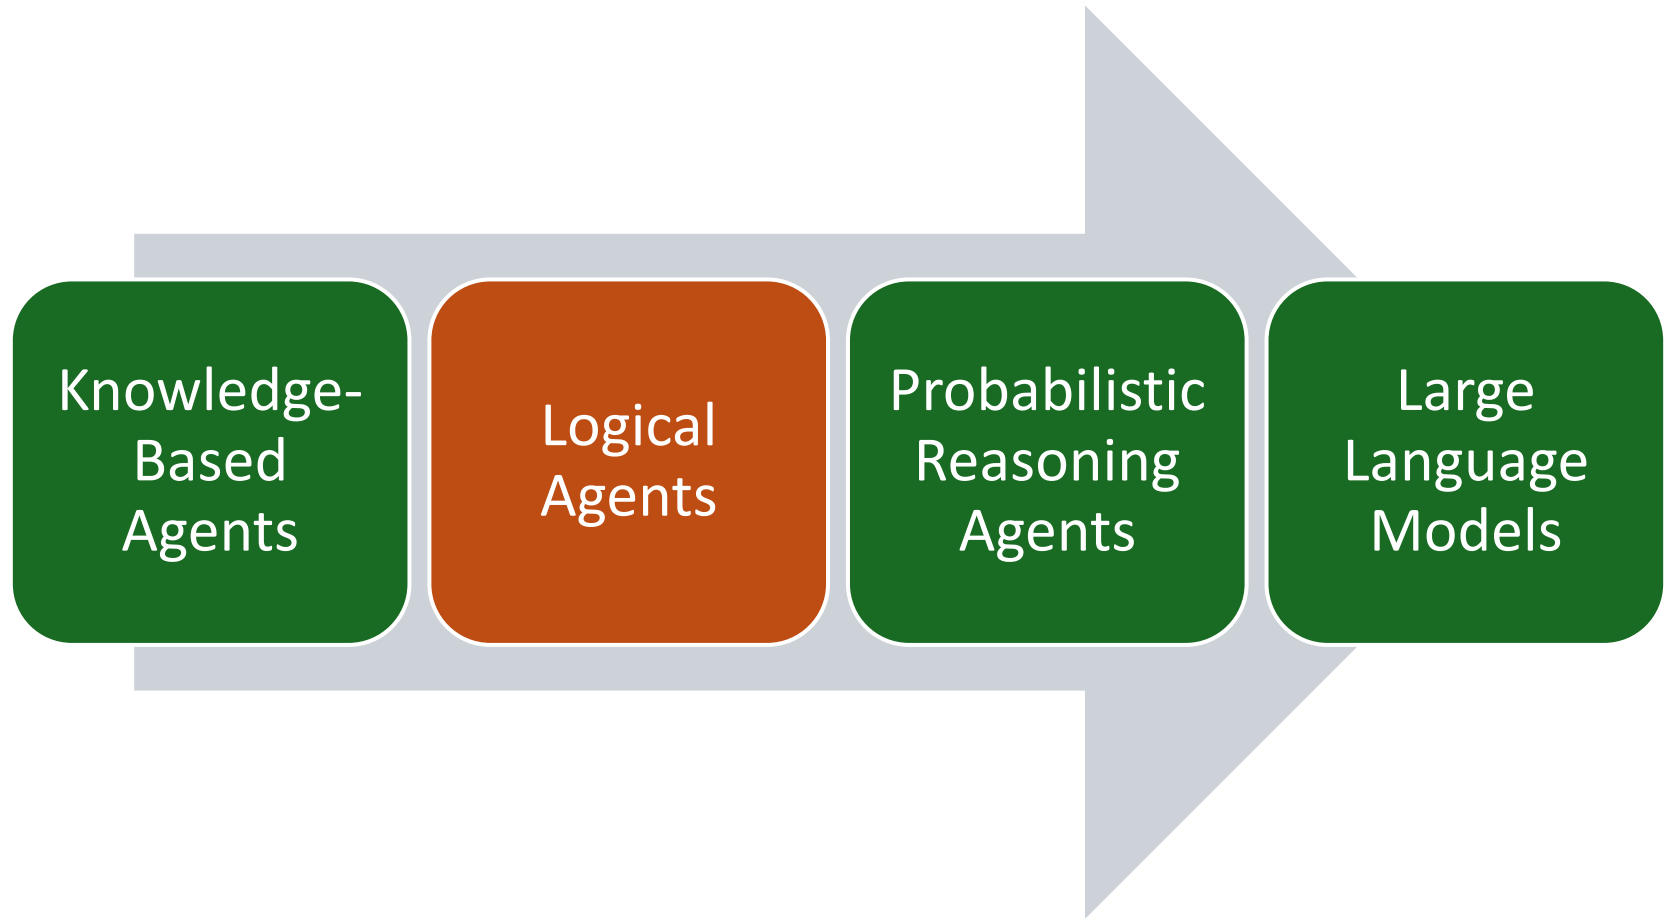 Knowledge-
Based
Agents
Logical
Agents
Probabilistic
Reasoning
Agents
Large
Language
Models